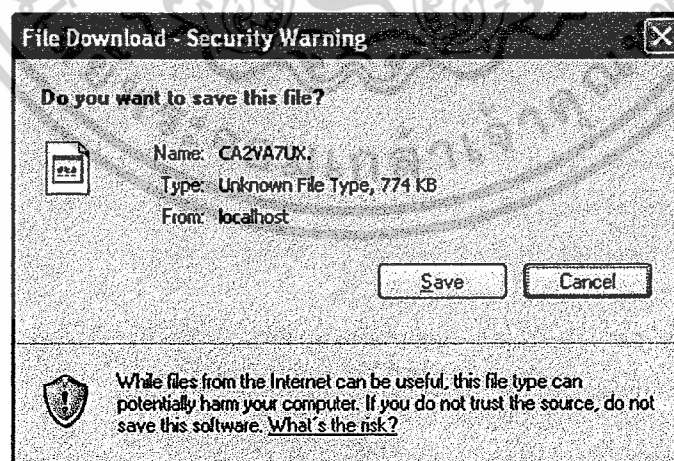 File Download - Security Warning
Do you want to save this file?
Name: CA2YA7UX.
Type: Unknown File Type, 774 KB
From: localhost
Save Cancel
While files from the Internet can be useful, this file type can
potentially harm your computer. If you do not trust the source, do not
save this software. What's the risk?